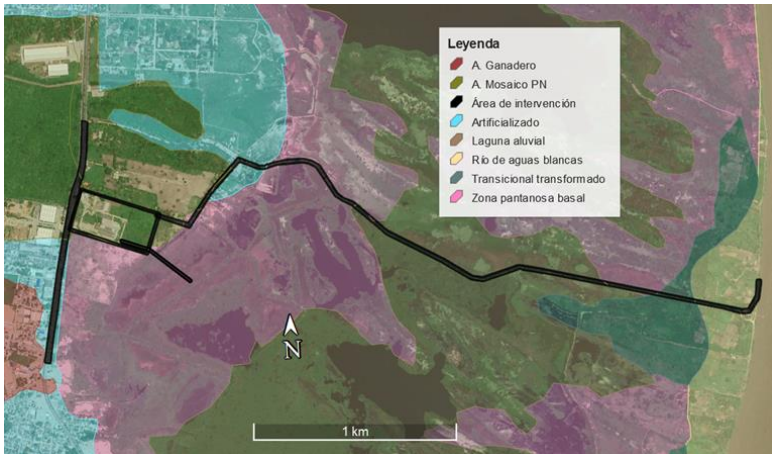 Leyenda
A. Ganadero
A. Mosaico PN
Área de intervención
Artificializado
Laguna aluvial
Río de aguas blancas
Transicional transformado
Zona pantanosa basal
N
1 km